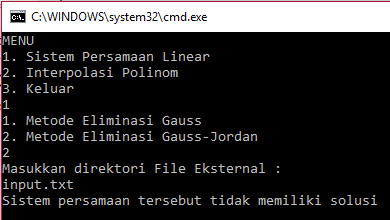 C:\WINDOWS\system32\cmd.exe
MENU
1. Sistem Persamaan Linear
2. Interpolasi Polinom
3. Keluar
1
1. Metode Eliminasi Gauss
2. Metode Eliminasi Gauss-Jordan
2
Masukkan direktori File Eksternal :
input.txt
Sistem persamaan tersebut tidak memiliki solusi